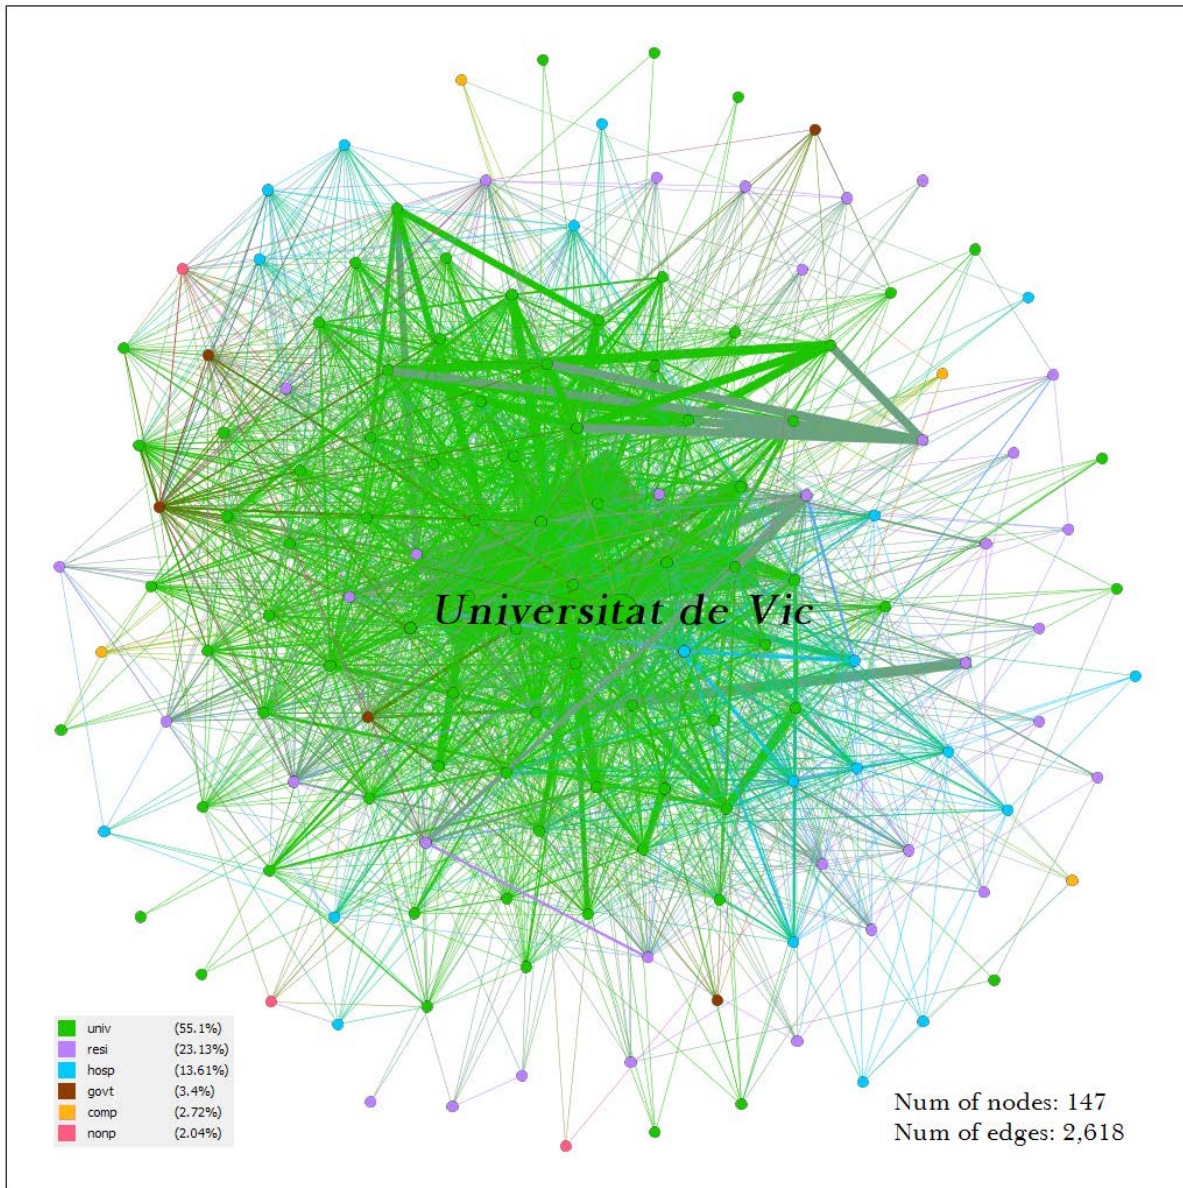 Universitat de Vic
univ (55.1%)
resi (23.13%)
hosp (13.61%)
govt (3.4%)
comp (2.72%)
nonp (2.04%)
Num of nodes: 147
Num of edges: 2,618